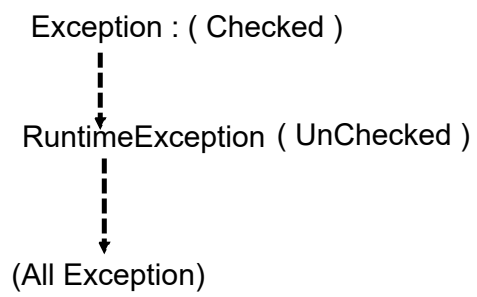 Exception : ( Checked )
RuntimeException ( UnChecked )
(All Exception)